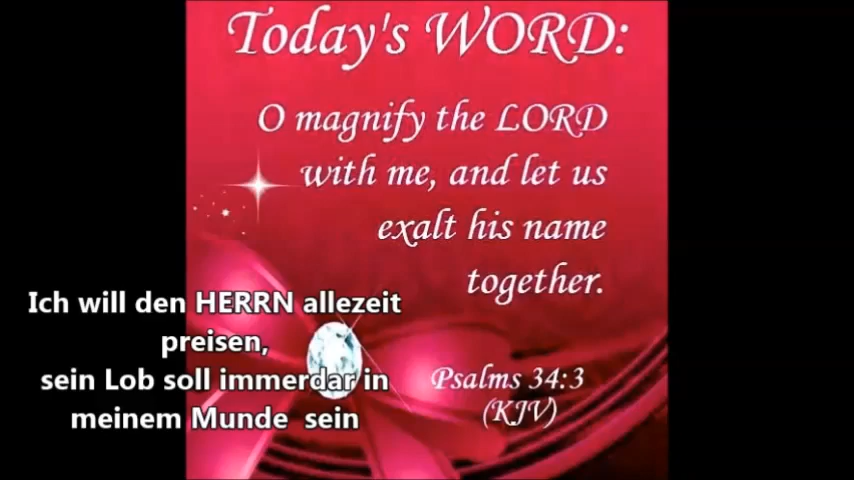 Today's WORD:
O magnify the LORD
with me, and let us
exalt his name
together.
Psalms 34:3
(KJV)
Ich will den HERRN allezeit
preisen,
sein Lob soll immerdar in
meinem Munde sein